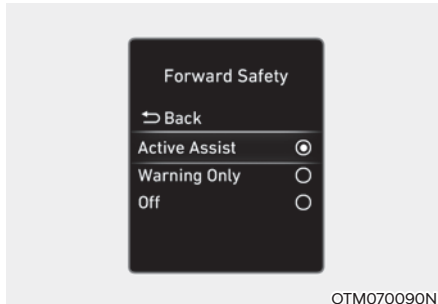 Forward Safety
Back
Active Assist
Warning Only
Off
OTM070090N